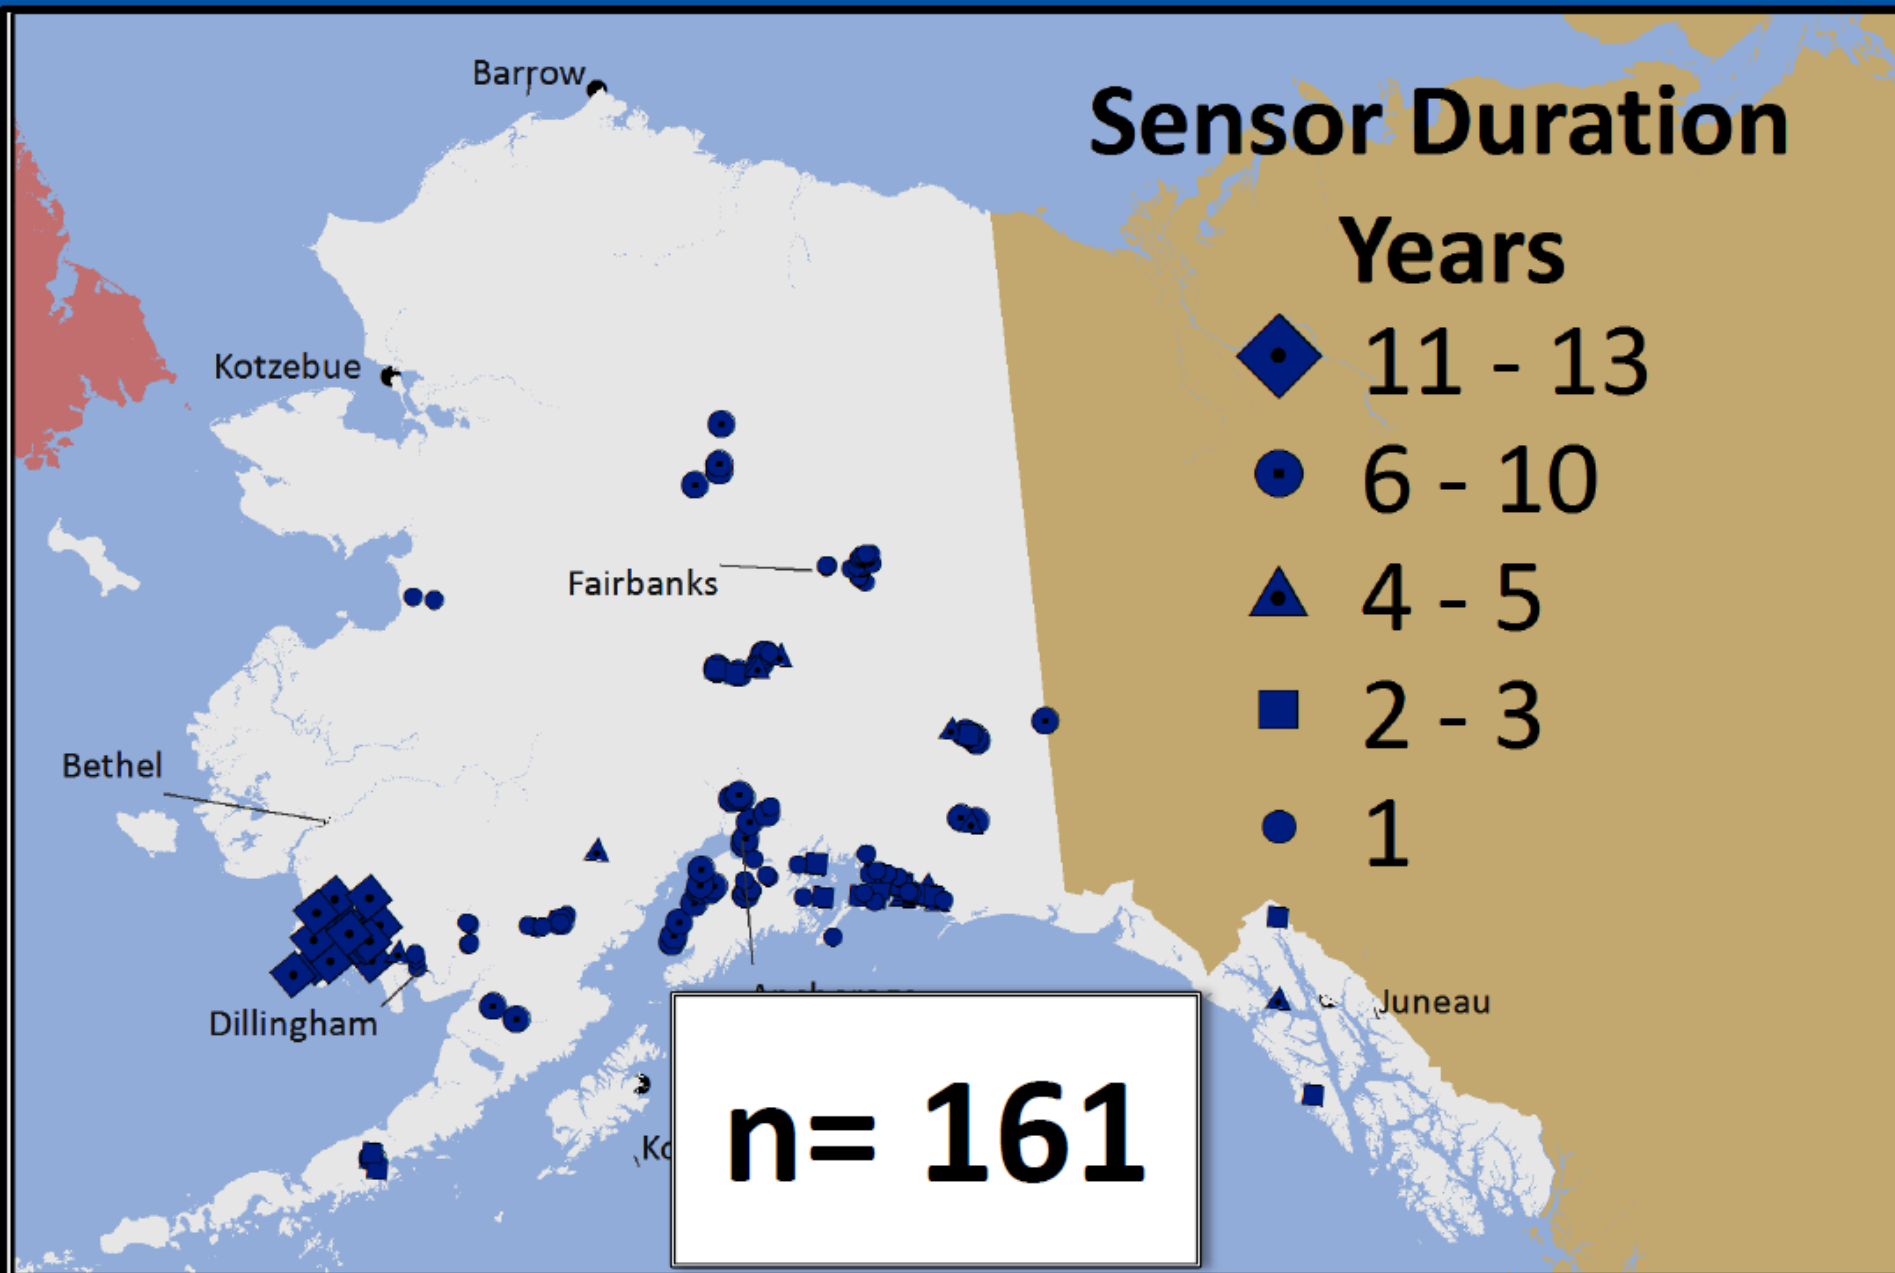 Barrow
Sensor Duration
Years
Kotzebue
11 - 13
6 - 10
Fairbanks
4 - 5
2 - 3
Bethel
1
Dillingham
Juneau
n= 161